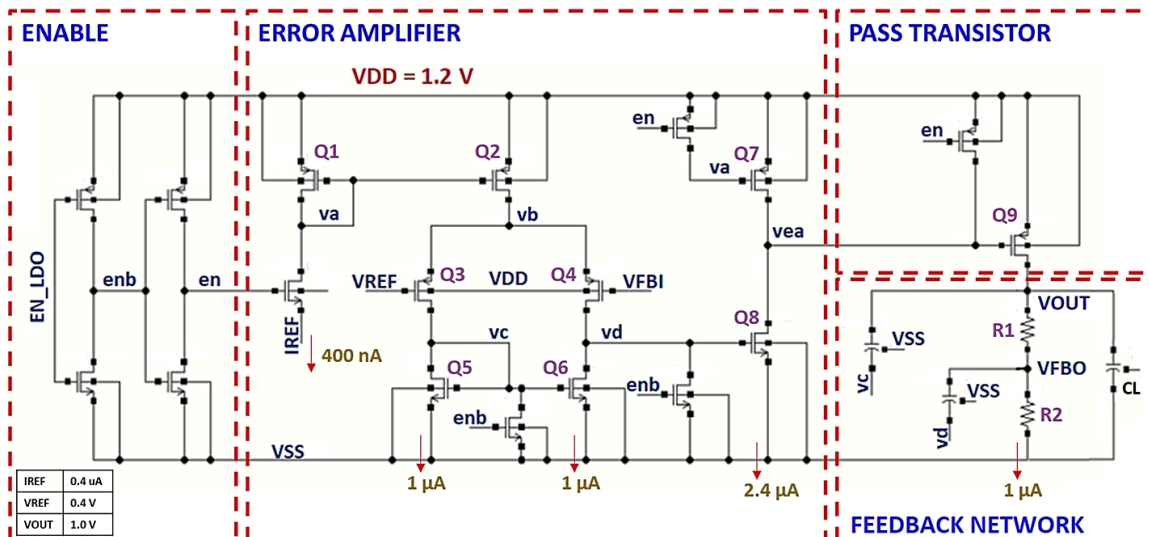 ENABLE
ERROR AMPLIFIER
PASS TRANSISTOR
VDD = 1.2 V
en
en
Q1
Q2
va
Q7
Q9
va
vb
vea
EN_LDO
enb
en
VREF
Q3
VDD
Q4
VFBI
VOUT
IREF
400 nA
vc
vd
Q8
VSS
R1
Q5
Q6
enb
VFBO
vc
VSS
CL
enb
R2
vd
VSS
1 µA
1 µA
2.4 µA
1 µA
IREF 0.4 uA
VREF 0.4 V
VOUT 1.0 V
FEEDBACK NETWORK